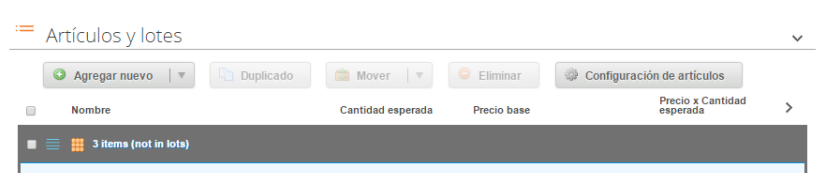 Artículos y lotes
Agregar nuevo Duplicado Mover Eliminar Configuración de artículos
Nombre Cantidad esperada Precio base Precio x Cantidad esperada
3 items (not in lots)